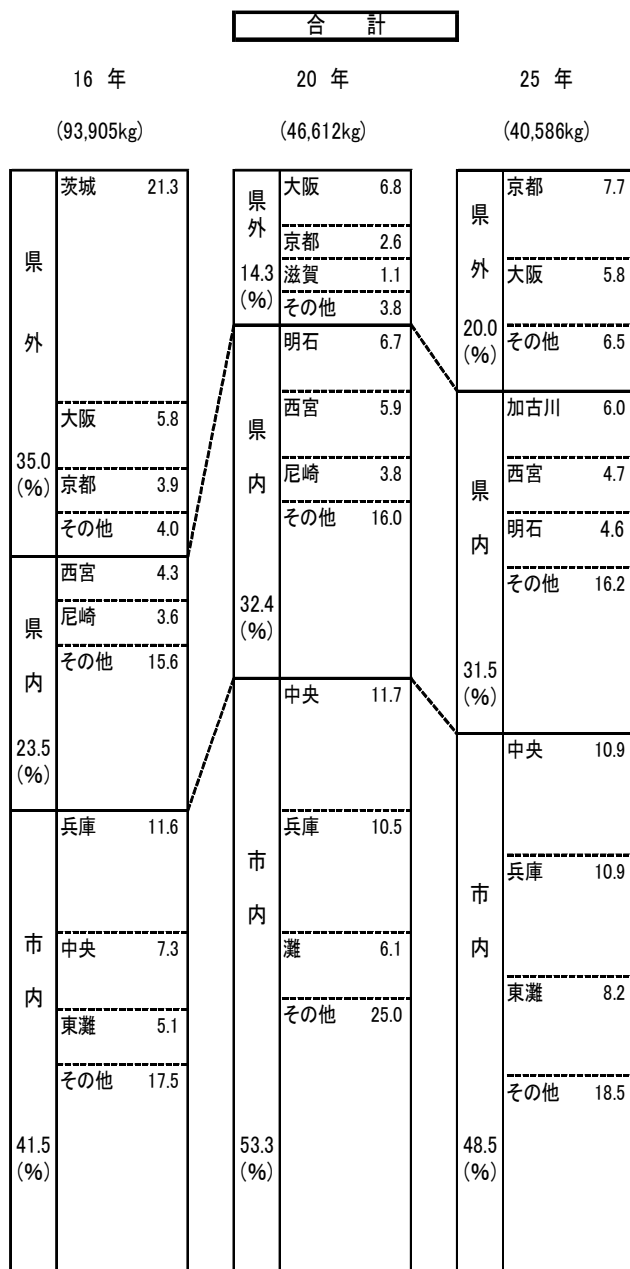 合 計
16 年
(93,905kg)
県外
35.0
(%)
茨城 21.3
大阪 5.8
京都 3.9
その他 4.0
県内
23.5
(%)
西宮 4.3
尼崎 3.6
その他 15.6
市内
41.5
(%)
兵庫 11.6
中央 7.3
東灘 5.1
その他 17.5
20 年
(46,612kg)
県外
14.3
(%)
大阪 6.8
京都 2.6
滋賀 1.1
その他 3.8
県内
32.4
(%)
明石 6.7
西宮 5.9
尼崎 3.8
その他 16.0
市内
53.3
(%)
中央 11.7
兵庫 10.5
灘 6.1
その他 25.0
25 年
(40,586kg)
県外
20.0
(%)
京都 7.7
大阪 5.8
その他 6.5
県内
31.5
(%)
加古川 6.0
西宮 4.7
明石 4.6
その他 16.2
市内
48.5
(%)
中央 10.9
兵庫 10.9
東灘 8.2
その他 18.5